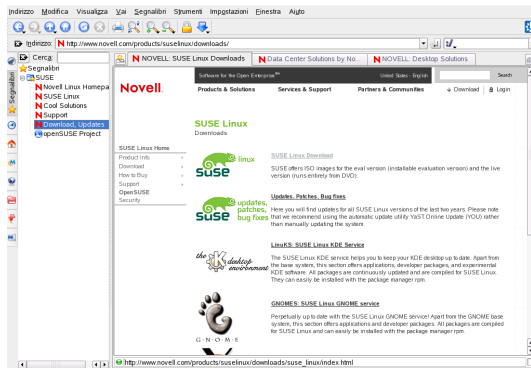 Indirizzo Modifica Visualizza Vai Segnalibri Strumenti Impostazioni Finestra Aiuto
Indirizzo: http://www.novell.com/products/suselinux/downloads/
Cerca:
NOVELL: SUSE Linux Downloads
Data Center Solutions by No...
NOVELL: Desktop Solutions
Segnalibri
Segnalibri
SUSE
Novell Linux Homepa
SUSE Linux
Cool Solutions
Support
Download, Updates
openSUSE Project
Software for the Open Enterprise™
United States - English
Search
Novell
Products & Solutions
Services & Support
Partners & Communities
Download
Login
SUSE Linux
Downloads
SUSE Linux Home
Product Info
Download
How to Buy
Support
OpenSUSE
Security
linux
SUSE
SUSE Linux Download
SUSE offers ISO images for the eval version (installable evaluation version) and the live
version (runs entirely from DVD).
updates,
patches,
bug fixes
SUSE
Updates, Patches, Bug fixes
Here you will find updates for all SUSE Linux versions of the last two years. Please note
that we recommend using the automatic update utility YaST Online Update (YOU) rather
than manually updating the system.
the K desktop
environment
LinuKS: SUSE Linux KDE Service
The SUSE Linux KDE service helps you to keep your KDE desktop up to date. Apart from
the base system, this section offers applications, developer packages, and experimental
KDE software. All packages are continuously updated and are compiled for SUSE Linux.
They can easily be installed with the package manager rpm.
G·N·O·M·E
GNOMES: SUSE Linux GNOME service
Perpetually up to date with the SUSE Linux GNOME service! Apart from the GNOME base
system, this section offers applications and developer packages. All packages are compiled
for SUSE Linux and can easily be installed with the package manager rpm.
http://www.novell.com/products/suselinux/downloads/suse_linux/index.html